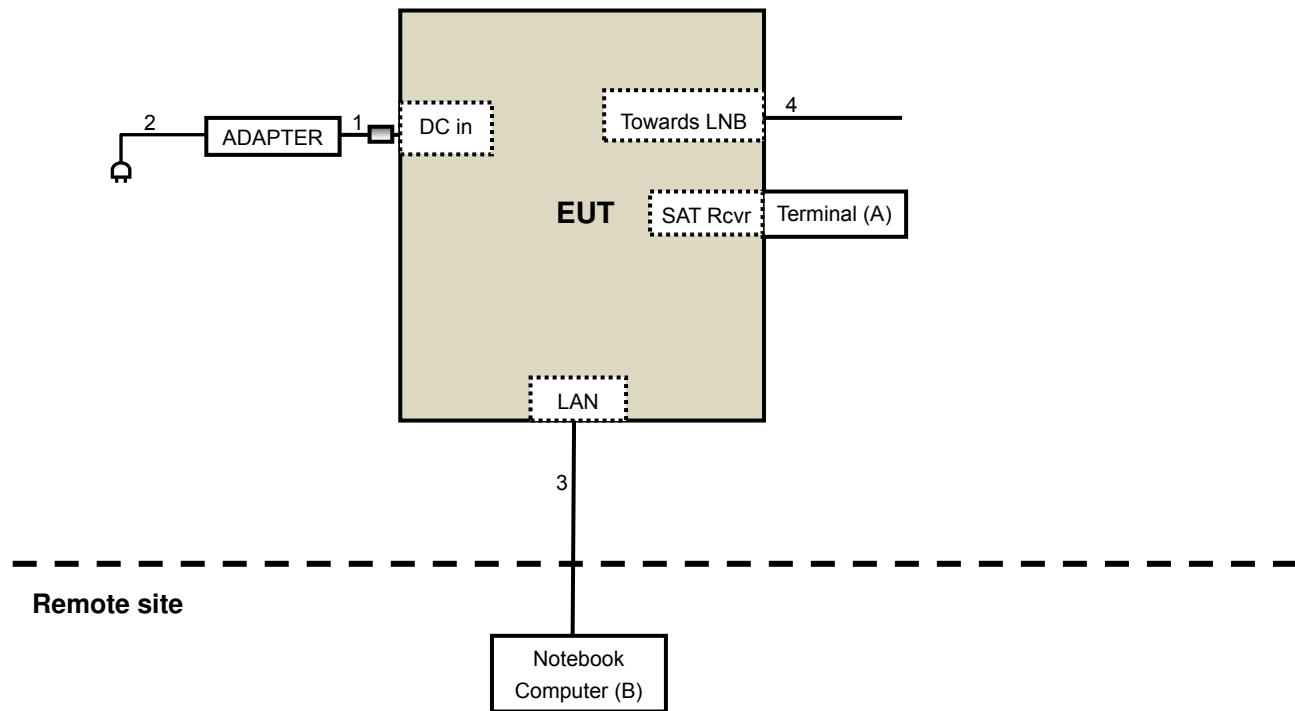 2
ADAPTER
1
DC in
Towards LNB
4
EUT
SAT Rcvr
Terminal (A)
LAN
3
Remote site
Notebook
Computer (B)